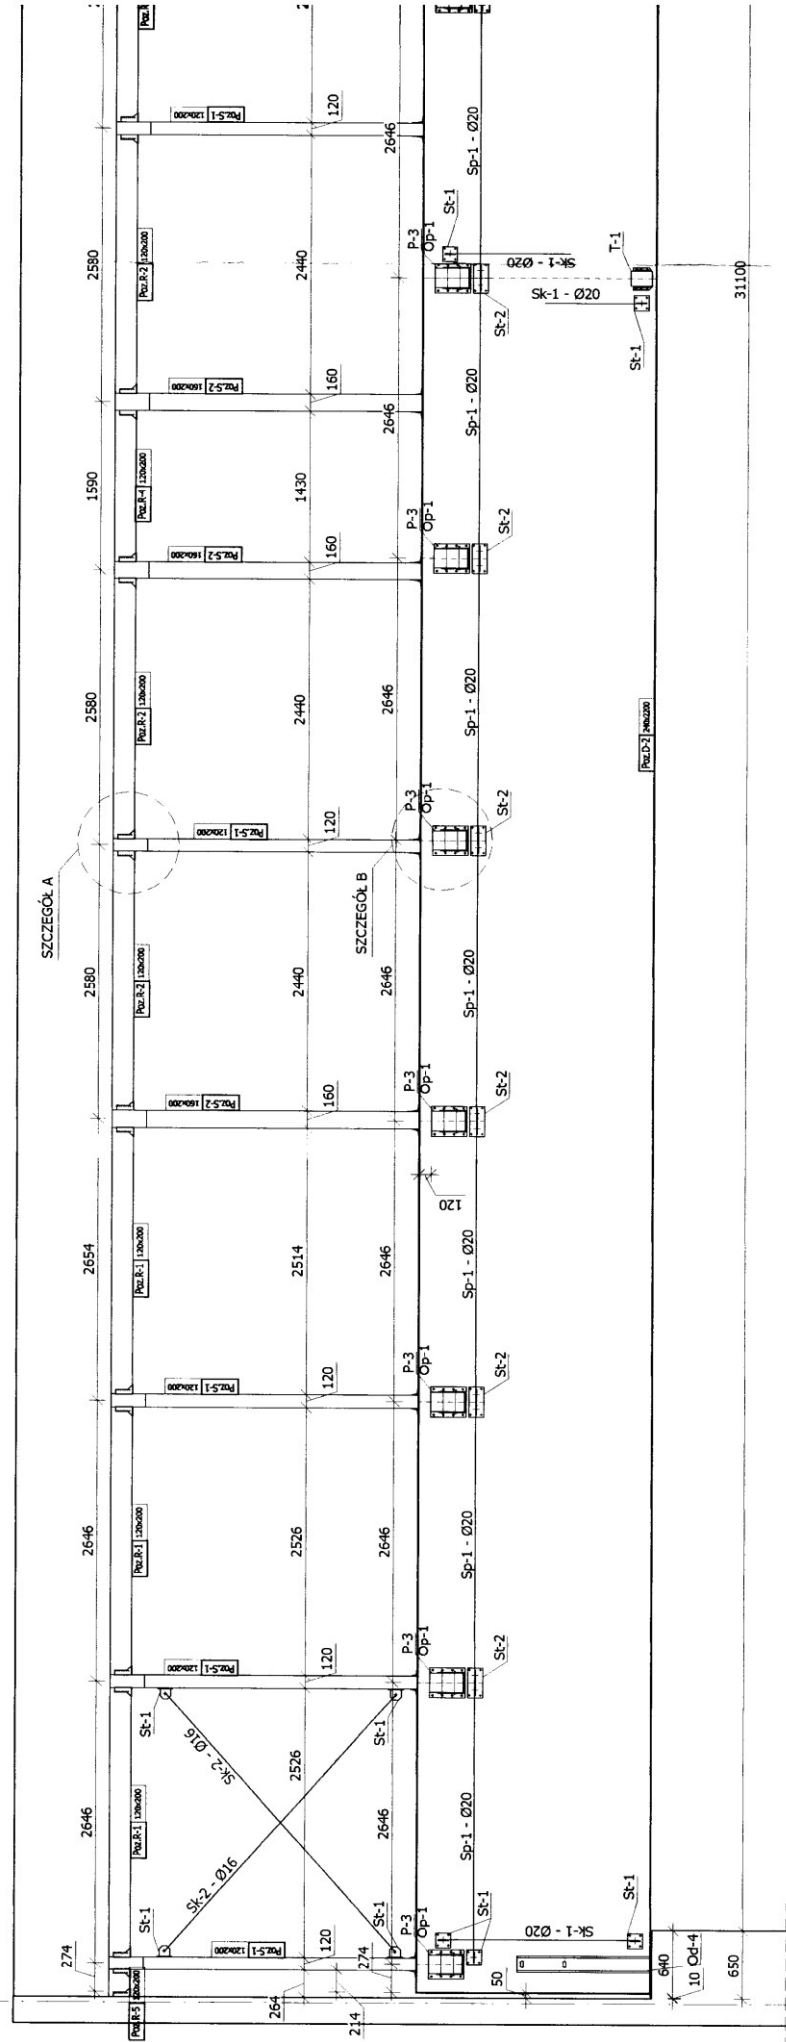 Poz.R
2
2
Poz.S-1 120x200
120
2646
Sp-1 - Ø20
2580
Poz.R-2 120x200
2440
P-3
Op-1
St-1
Sk-1 - Ø20
St-2
T-1
Sk-1 - Ø20
St-1
31100
Poz.S-2 160x200
160
2646
Sp-1 - Ø20
1590
Poz.R-4 120x200
1430
P-3
Op-1
St-2
Poz.S-2 160x200
160
2580
Poz.R-2 120x200
2440
2646
Sp-1 - Ø20
Poz.D-2 240x2200
SZCZEGÓŁ A
Poz.S-1 120x200
120
P-3
Op-1
St-2
SZCZEGÓŁ B
2580
Poz.R-2 120x200
2440
2646
Sp-1 - Ø20
Poz.S-2 160x200
160
P-3
Op-1
St-2
120
2654
Poz.R-1 120x200
2514
2646
Sp-1 - Ø20
Poz.S-1 120x200
120
P-3
Op-1
St-2
2646
Poz.R-1 120x200
2526
2646
Sp-1 - Ø20
Poz.S-1 120x200
120
P-3
Op-1
St-2
St-1
St-1
Sk-2 - Ø16
2646
Poz.R-1 120x200
2526
2646
Sp-1 - Ø20
Sk-2 - Ø16
St-1
St-1
P-3
Op-1
St-1
Sk-1 - Ø20
St-1
274
Poz.S-1 120x200
120
274
Poz.R-5 120x200
264
214
50
640
Od-4
10
650